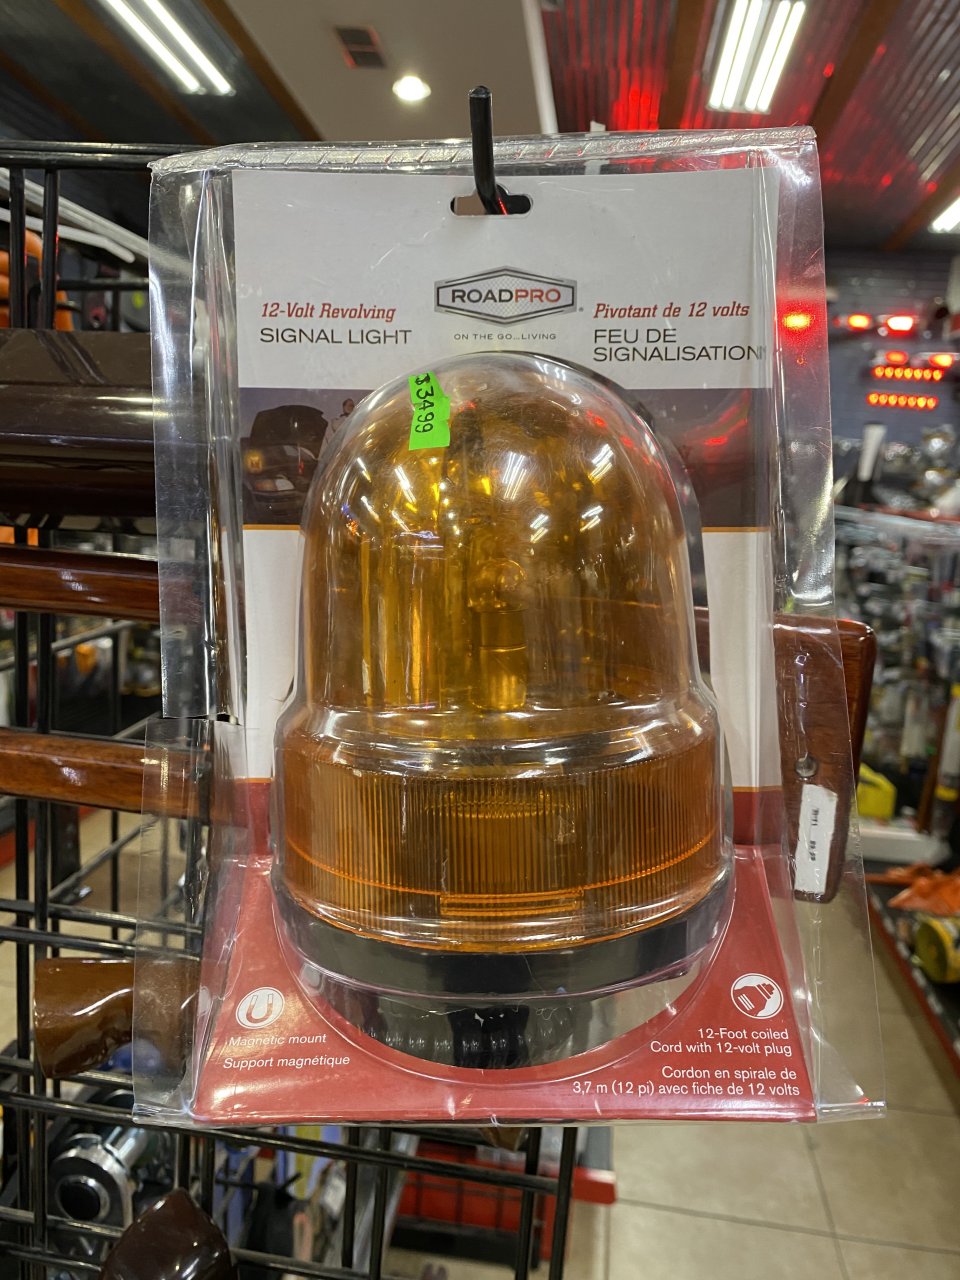 ROADPRO
ON THE GO...LIVING
12-Volt Revolving
SIGNAL LIGHT
Pivotant de 12 volts
FEU DE
SIGNALISATION
$3499
Magnetic mount
Support magnétique
12-Foot coiled
Cord with 12-volt plug
Cordon en spirale de
3,7 m (12 pi) avec fiche de 12 volts